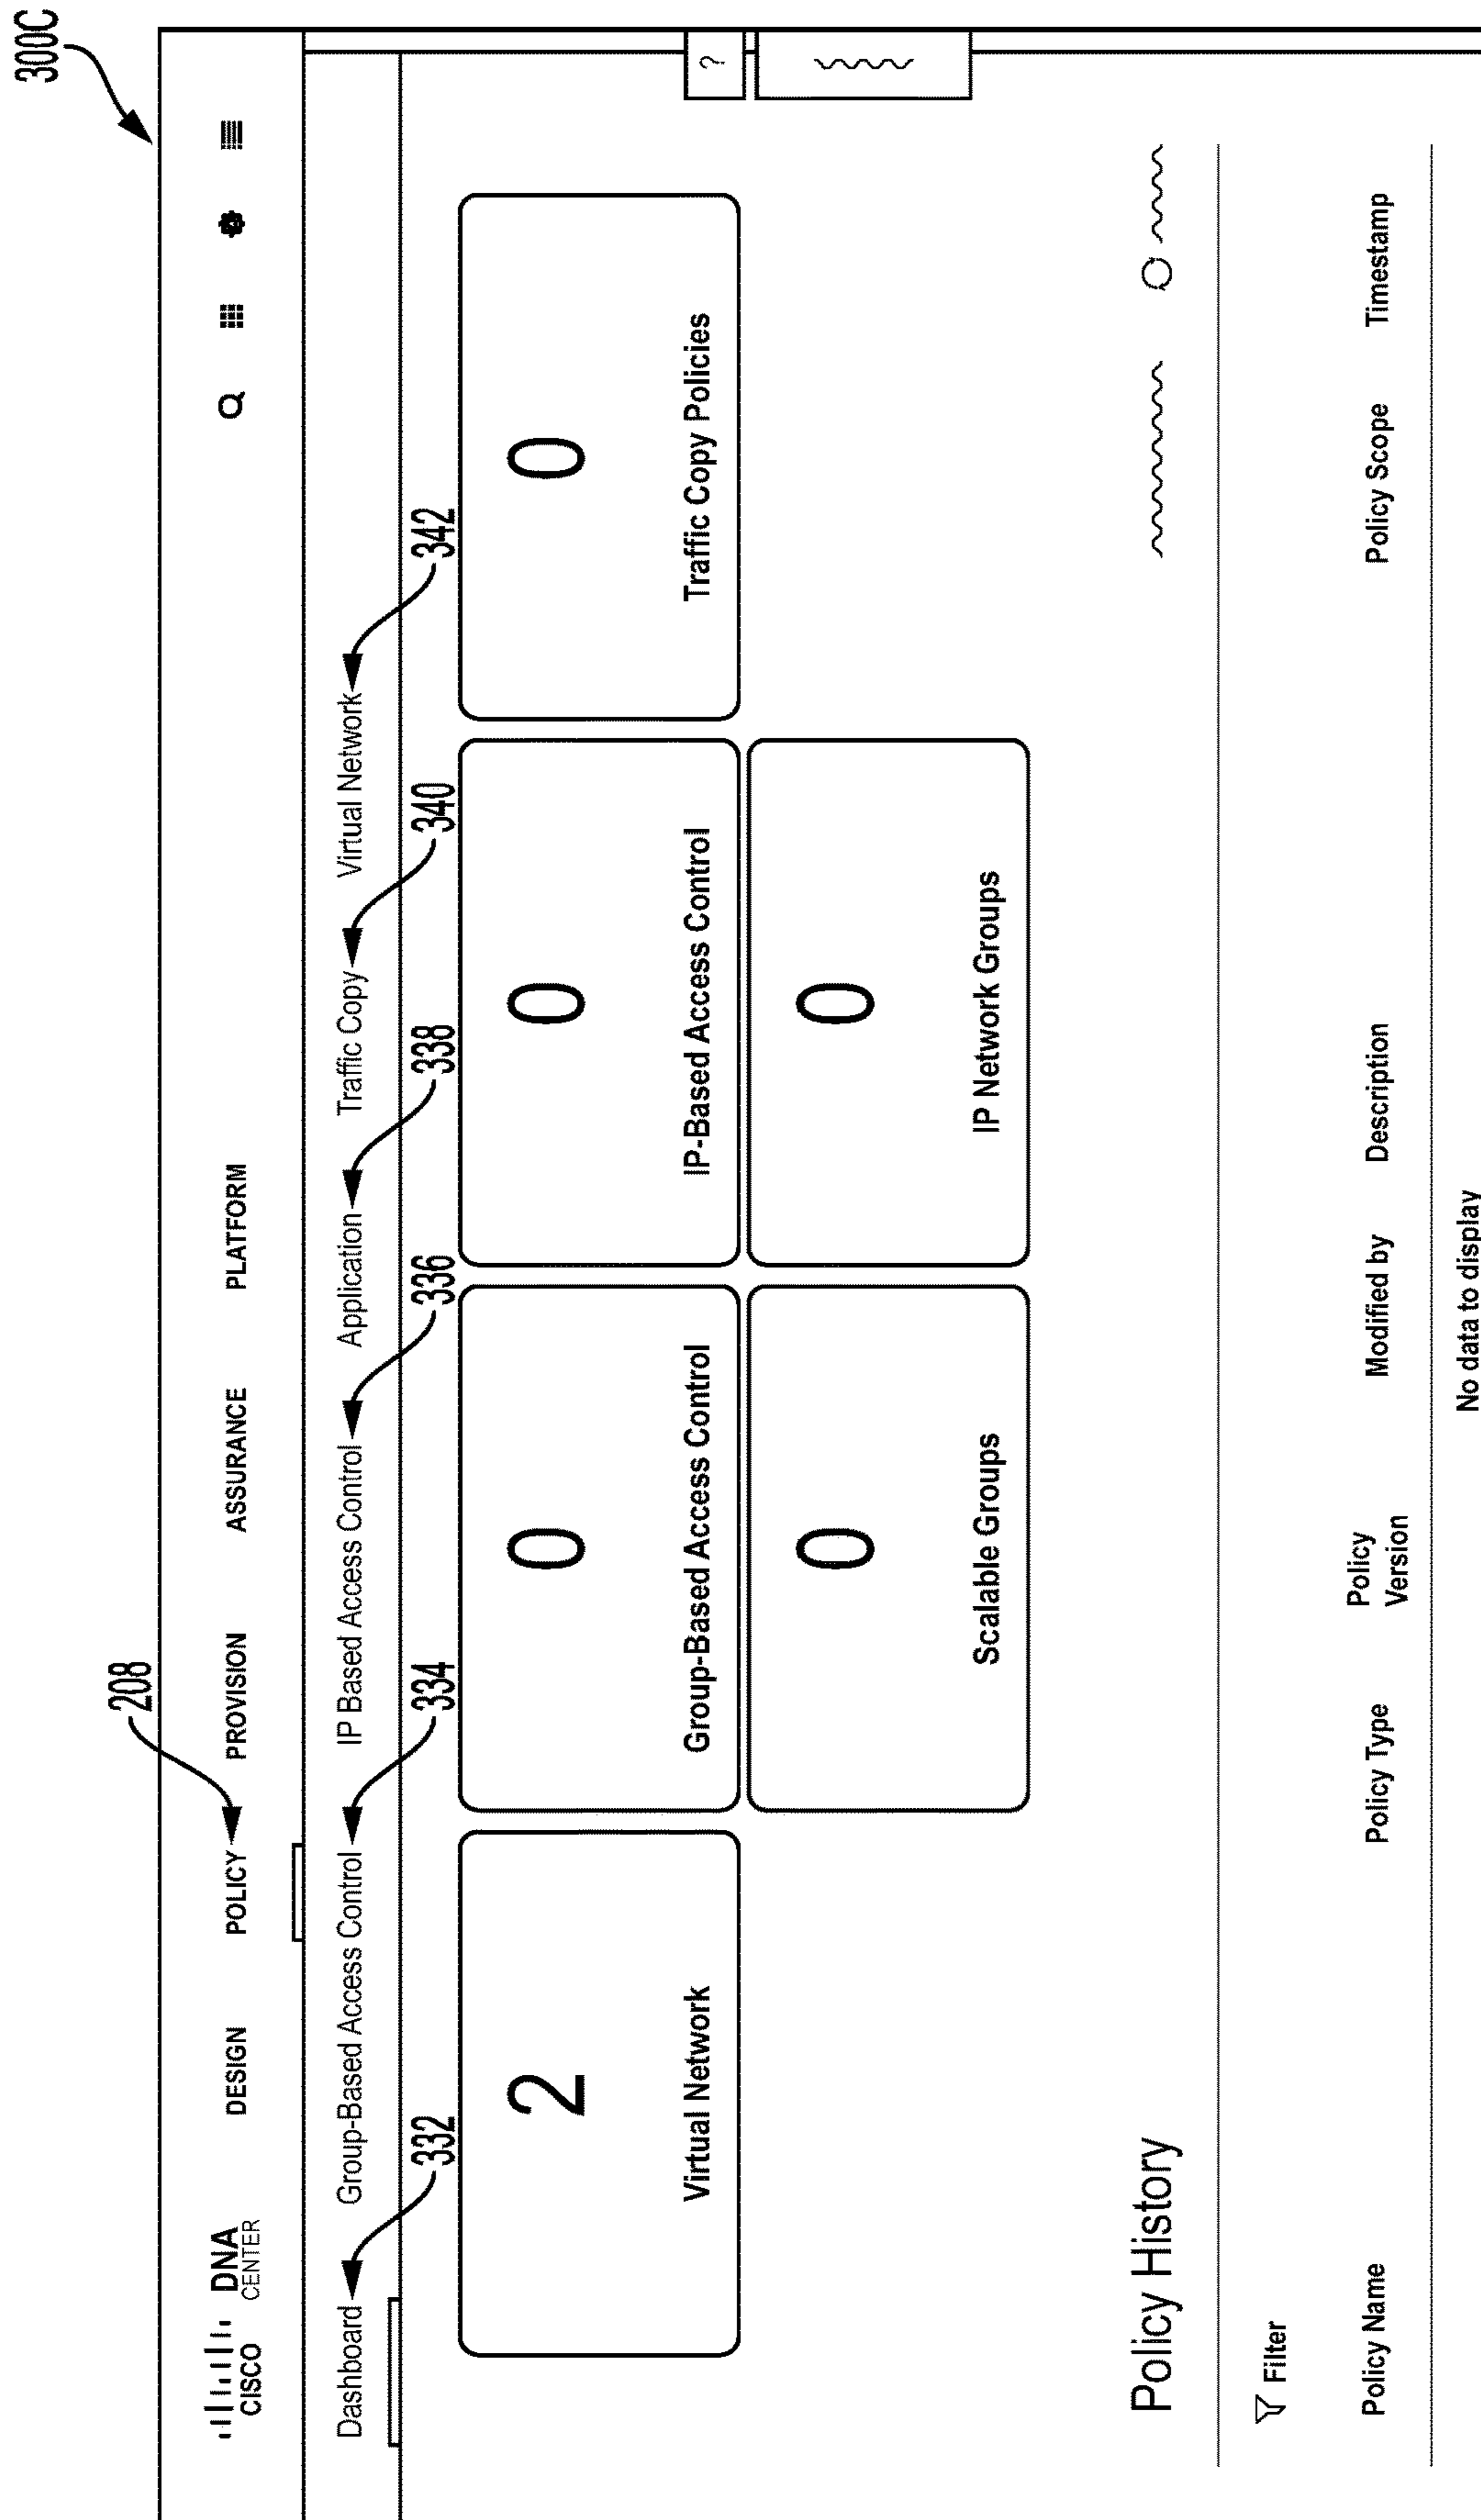 300C
208
CISCO DNA CENTER
DESIGN POLICY PROVISION ASSURANCE PLATFORM
Dashboard Group-Based Access Control IP Based Access Control Application Traffic Copy Virtual Network
332 334 336 338 340 342
?
2 0 0 0
Virtual Network Group-Based Access Control IP-Based Access Control Traffic Copy Policies
0 0
Scalable Groups IP Network Groups
Policy History
Filter
Policy Name Policy Type Policy Version Modified by Description Policy Scope Timestamp
No data to display